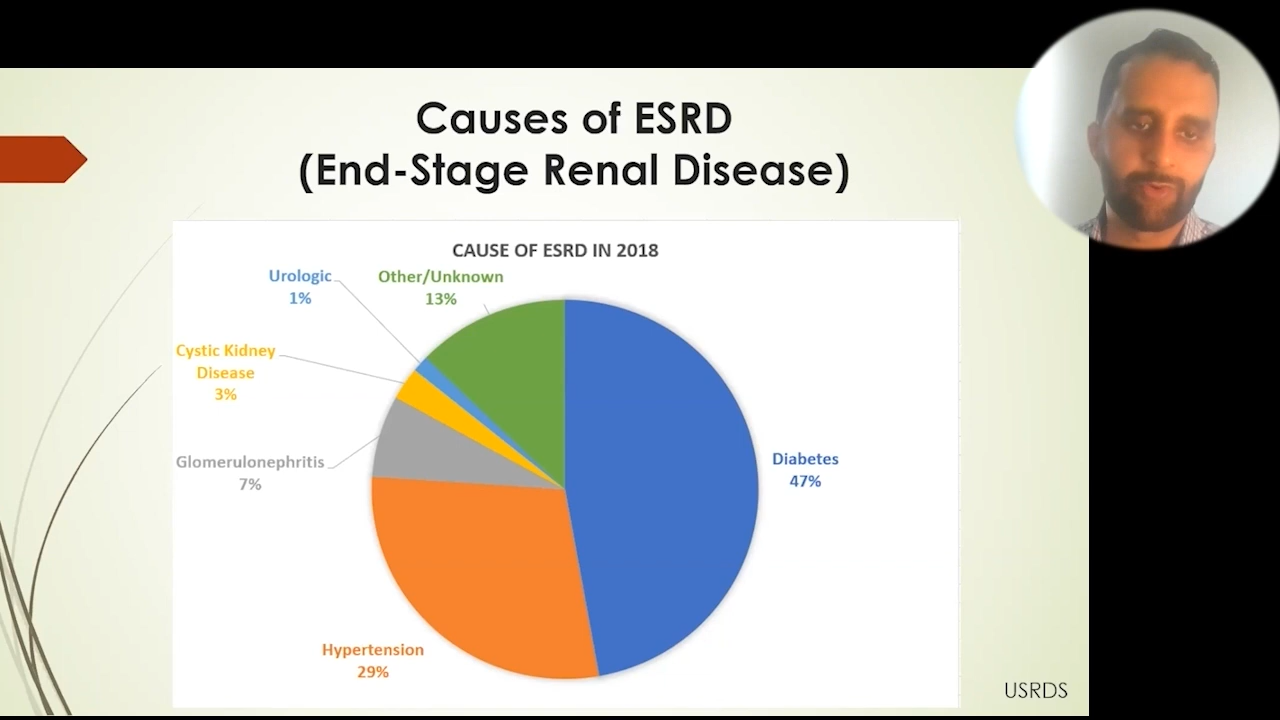 Causes of ESRD
(End-Stage Renal Disease)
CAUSE OF ESRD IN 2018
Urologic
1%
Other/Unknown
13%
Cystic Kidney
Disease
3%
Glomerulonephritis
7%
Diabetes
47%
Hypertension
29%
USRDS